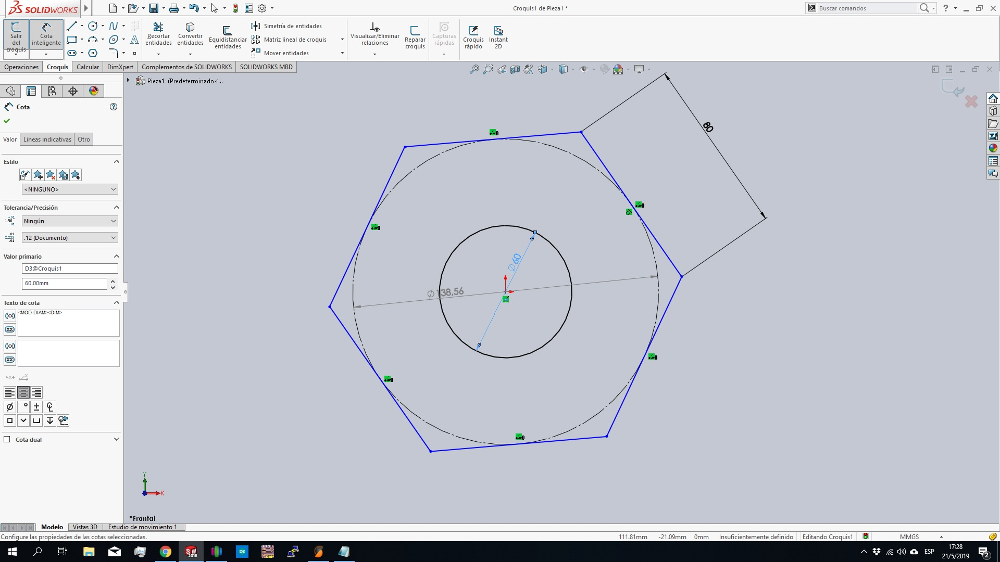 SOLIDWORKS
Croquis1 de Pieza1 *
Buscar comandos
Salir del croquis
Cota inteligente
Recortar entidades
Convertir entidades
Equidistanciar entidades
Simetría de entidades
Matriz lineal de croquis
Mover entidades
Visualizar/Eliminar relaciones
Reparar croquis
Capturas rápidas
Croquis rápido
Instant 2D
Operaciones
Croquis
Calcular
DimXpert
Complementos de SOLIDWORKS
SOLIDWORKS MBD
Pieza1 (Predeterminado <...
Cota
Valor
Líneas indicativas
Otro
Estilo
<NINGUNO>
Tolerancia/Precisión
Ningún
.12 (Documento)
Valor primario
D3@Croquis1
60.00mm
Texto de cota
<MOD-DIAM><DIM>
Cota dual
80
∅60
∅138,56
Y
X
*Frontal
Modelo
Vistas 3D
Estudio de movimiento 1
Configure las propiedades de las cotas seleccionadas.
111.81mm
-21.09mm
0mm
Insuficientemente definido
Editando Croquis1
MMGS
ESP
17:28
21/5/2019
2